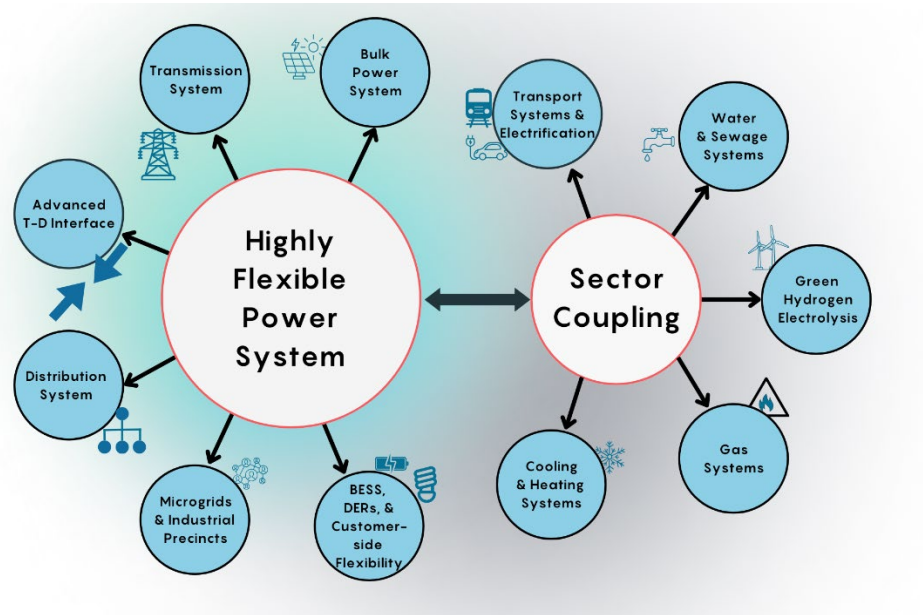 Transmission
System
Bulk
Power
System
Advanced
T-D Interface
Highly
Flexible
Power
System
Distribution
System
Microgrids
& Industrial
Precincts
BESS,
DERs, &
Customer-
side
Flexibility
Transport
Systems &
Electrification
Water
& Sewage
Systems
Sector
Coupling
Green
Hydrogen
Electrolysis
Cooling
& Heating
Systems
Gas
Systems